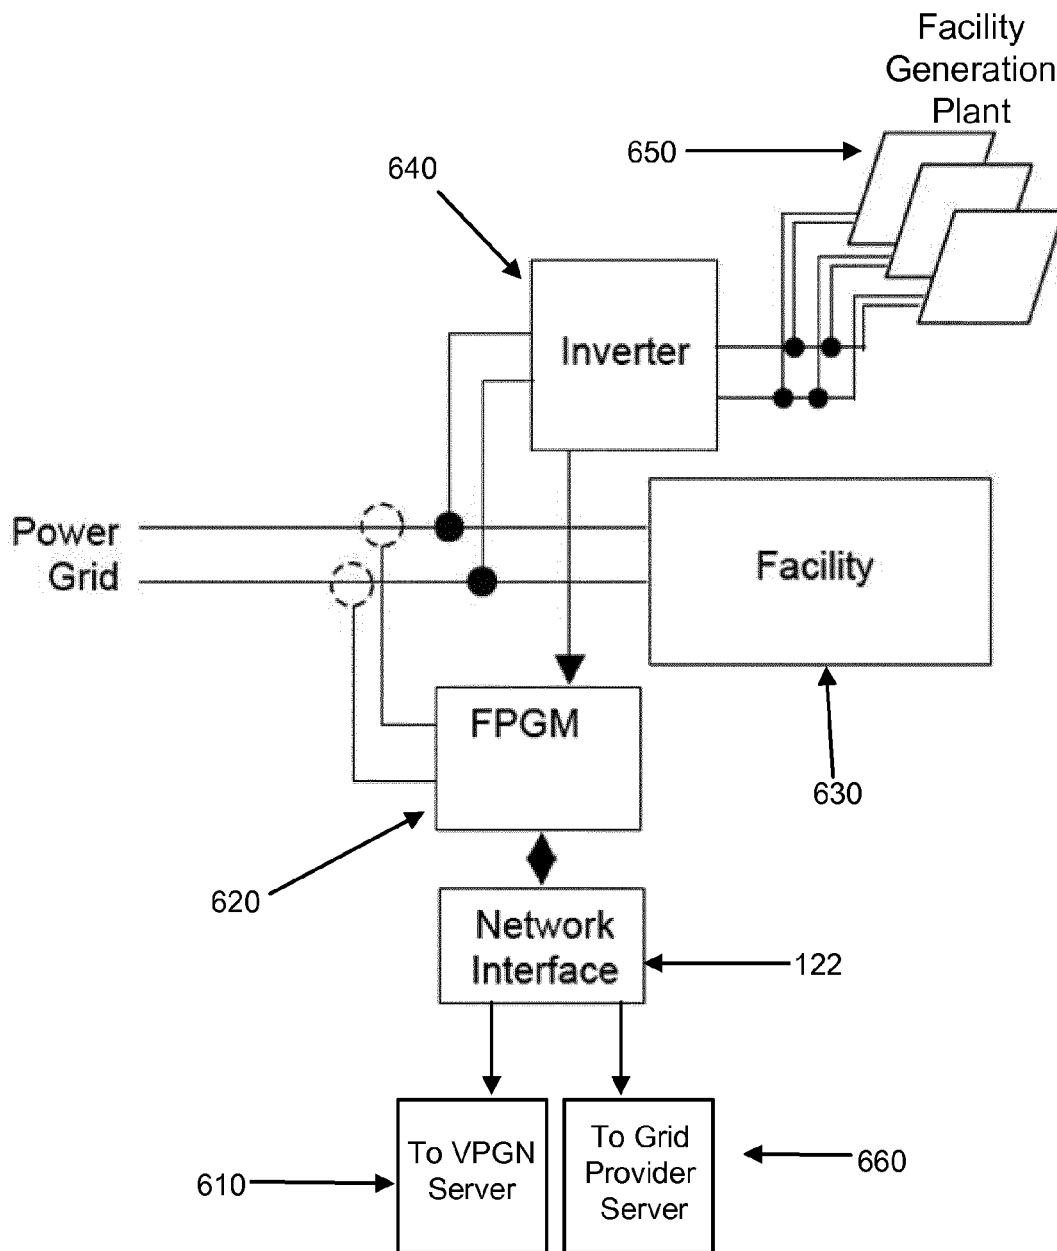 Facility
Generation
Plant
650
640
Inverter
Power
Grid
Facility
FPGM
630
620
Network
Interface
122
To VPGN
Server
To Grid
Provider
Server
610
660